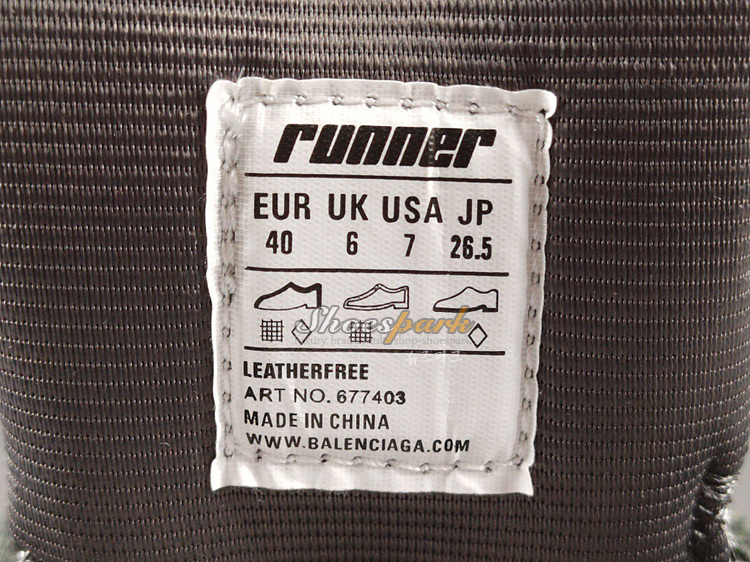 runner
EUR UK USA JP
40 6 7 26.5
Shoespark
LEATHERFREE
ART NO. 677403
MADE IN CHINA
WWW.BALENCIAGA.COM